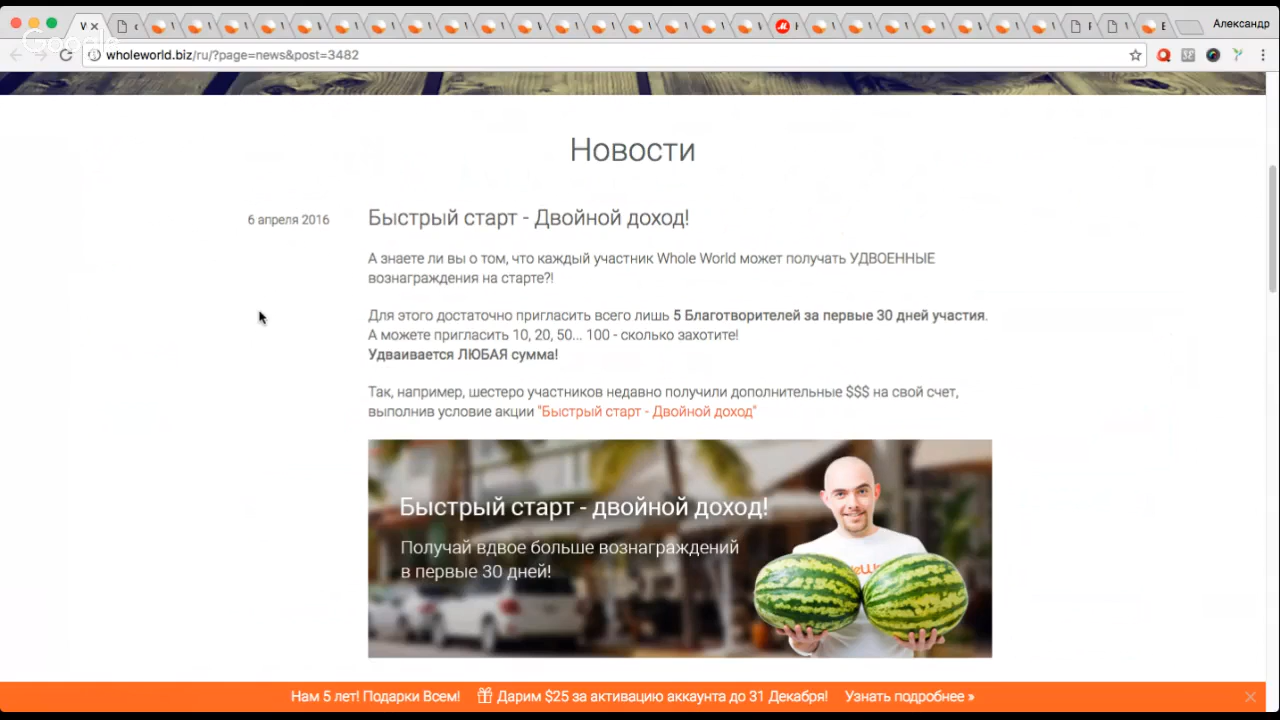 Александр
Google
wholeworld.biz/ru/?page=news&post=3482
Новости
6 апреля 2016
Быстрый старт - Двойной доход!
А знаете ли вы о том, что каждый участник Whole World может получать УДВОЕННЫЕ
вознаграждения на старте?!
Для этого достаточно пригласить всего лишь 5 Благотворителей за первые 30 дней участия.
А можете пригласить 10, 20, 50... 100 - сколько захотите!
Удваивается ЛЮБАЯ сумма!
Так, например, шестеро участников недавно получили дополнительные $$$ на свой счет,
выполнив условие акции "Быстрый старт - Двойной доход"
Быстрый старт - двойной доход!
Получай вдвое больше вознаграждений
в первые 30 дней!
Нам 5 лет! Подарки Всем! Дарим $25 за активацию аккаунта до 31 Декабря! Узнать подробнее »